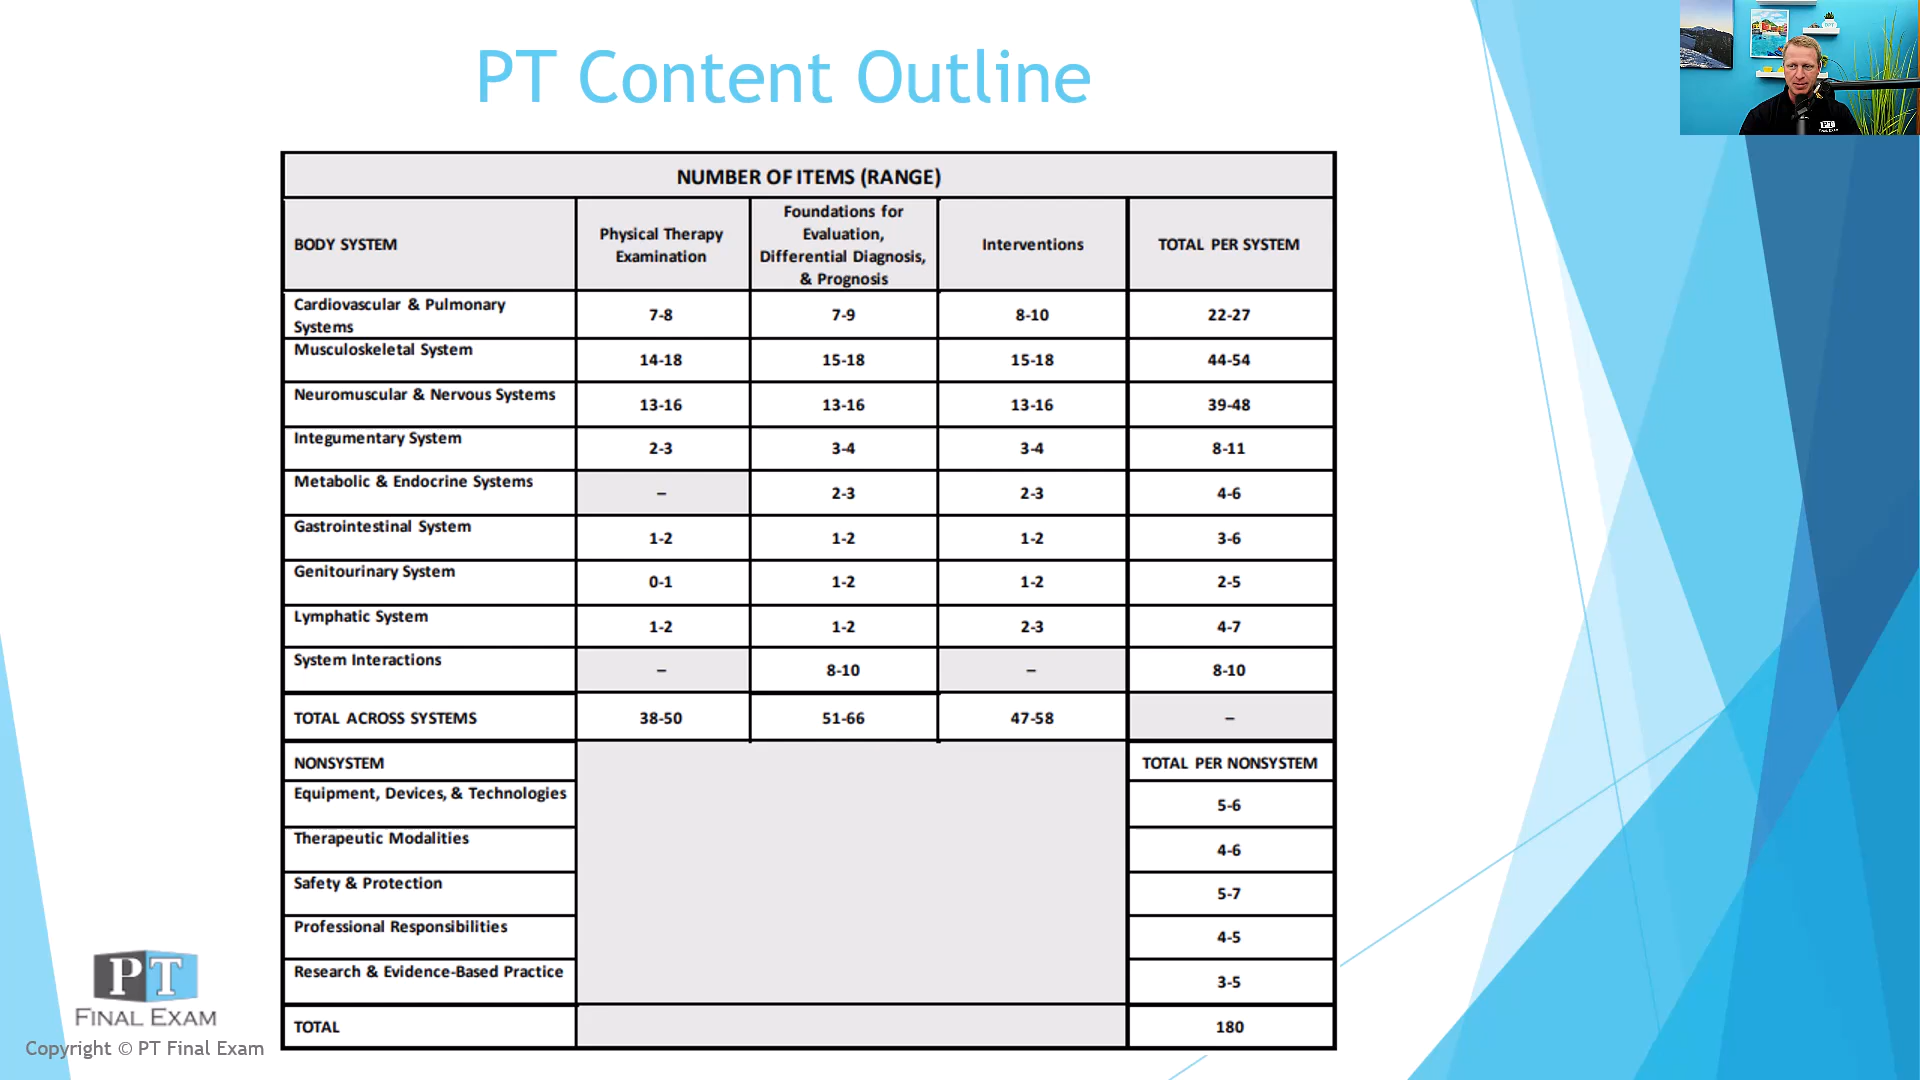 PT Content Outline
NUMBER OF ITEMS (RANGE)
BODY SYSTEM
Physical Therapy
Examination
Foundations for
Evaluation,
Differential Diagnosis,
& Prognosis
Interventions
TOTAL PER SYSTEM
Cardiovascular & Pulmonary
Systems
7-8
7-9
8-10
22-27
Musculoskeletal System
14-18
15-18
15-18
44-54
Neuromuscular & Nervous Systems
13-16
13-16
13-16
39-48
Integumentary System
2-3
3-4
3-4
8-11
Metabolic & Endocrine Systems
–
2-3
2-3
4-6
Gastrointestinal System
1-2
1-2
1-2
3-6
Genitourinary System
0-1
1-2
1-2
2-5
Lymphatic System
1-2
1-2
2-3
4-7
System Interactions
–
8-10
–
8-10
TOTAL ACROSS SYSTEMS
38-50
51-66
47-58
–
NONSYSTEM
TOTAL PER NONSYSTEM
Equipment, Devices, & Technologies
5-6
Therapeutic Modalities
4-6
Safety & Protection
5-7
Professional Responsibilities
4-5
Research & Evidence-Based Practice
3-5
TOTAL
180
PT
FINAL EXAM
Copyright © PT Final Exam
PT